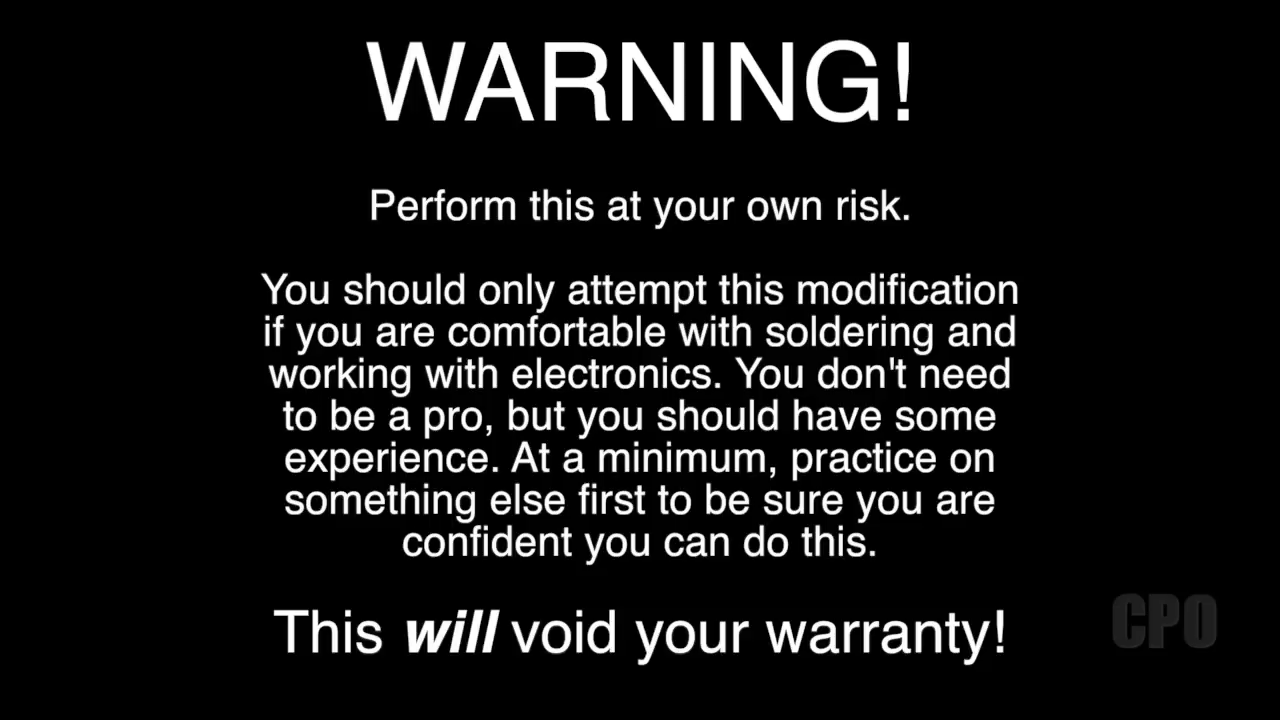 WARNING!
Perform this at your own risk.
You should only attempt this modification
if you are comfortable with soldering and
working with electronics. You don't need
to be a pro, but you should have some
experience. At a minimum, practice on
something else first to be sure you are
confident you can do this.
This will void your warranty!
CPO